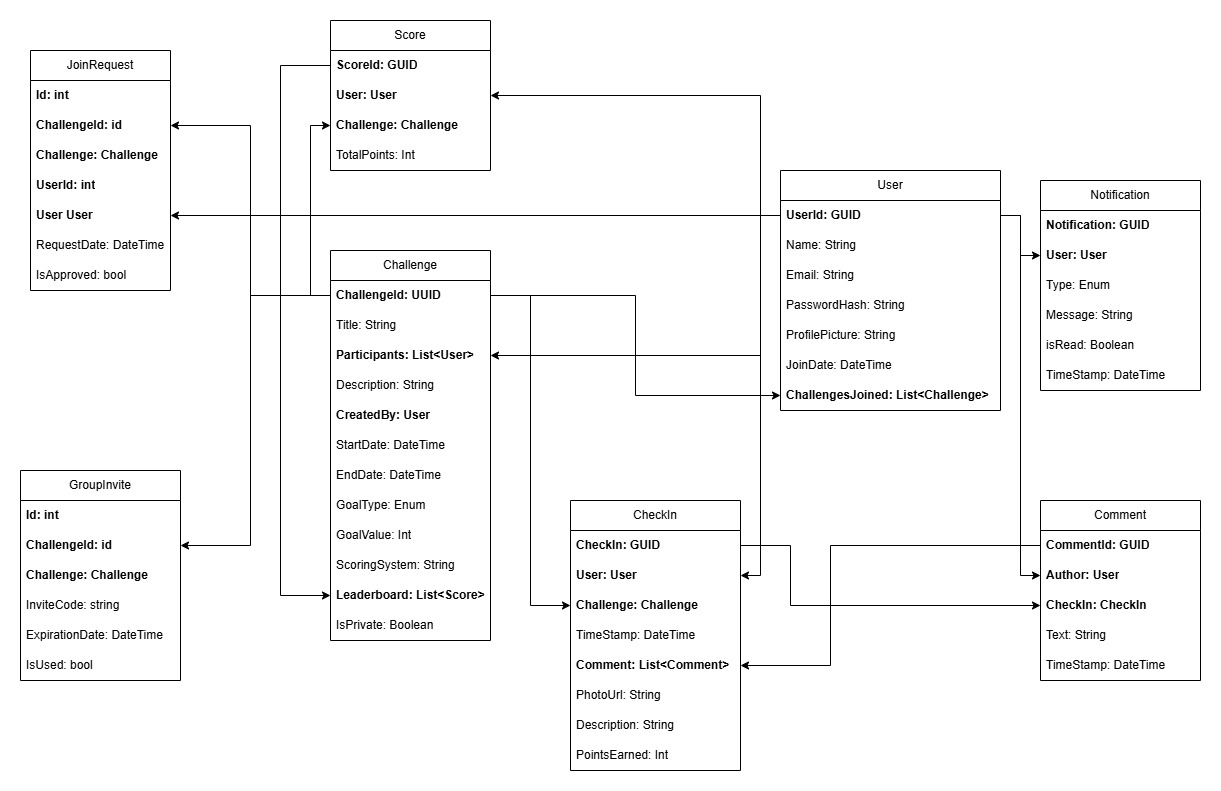 Score
ScoreId: GUID
User: User
Challenge: Challenge
TotalPoints: Int
JoinRequest
Id: int
ChallengeId: id
Challenge: Challenge
UserId: int
User User
RequestDate: DateTime
IsApproved: bool
User
UserId: GUID
Name: String
Email: String
PasswordHash: String
ProfilePicture: String
JoinDate: DateTime
ChallengesJoined: List<Challenge>
Notification
Notification: GUID
User: User
Type: Enum
Message: String
isRead: Boolean
TimeStamp: DateTime
Challenge
ChallengeId: UUID
Title: String
Participants: List<User>
Description: String
CreatedBy: User
StartDate: DateTime
EndDate: DateTime
GoalType: Enum
GoalValue: Int
ScoringSystem: String
Leaderboard: List<Score>
IsPrivate: Boolean
GroupInvite
Id: int
ChallengeId: id
Challenge: Challenge
InviteCode: string
ExpirationDate: DateTime
IsUsed: bool
CheckIn
CheckIn: GUID
User: User
Challenge: Challenge
TimeStamp: DateTime
Comment: List<Comment>
PhotoUrl: String
Description: String
PointsEarned: Int
Comment
CommentId: GUID
Author: User
CheckIn: CheckIn
Text: String
TimeStamp: DateTime